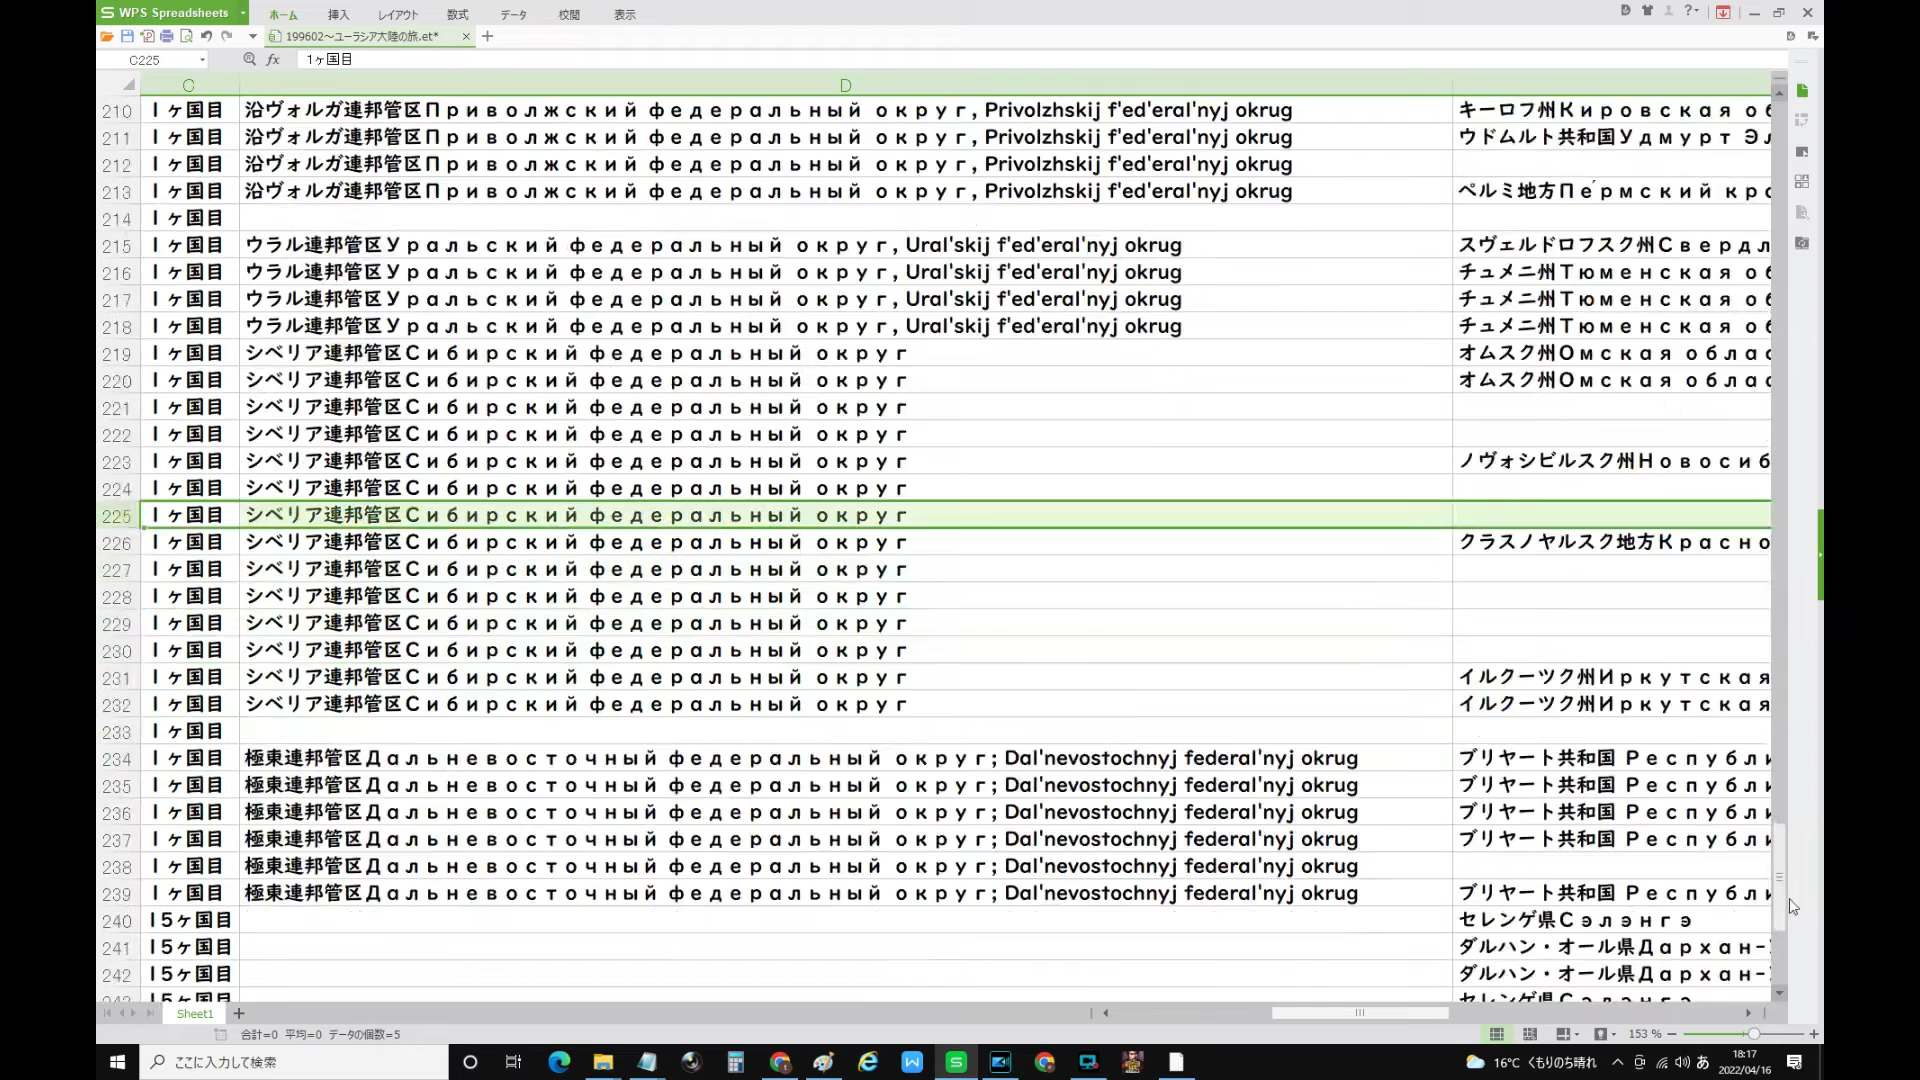 WPS Spreadsheets ホーム 挿入 レイアウト 数式 データ 校閲 表示
199602～ユーラシア大陸の旅.et*
C225 fx 1ヶ国目
C D
210 1ヶ国目 沿ヴォルガ連邦管区Приволжский федеральный округ, Privolzhskij f'ed'eral'nyj okrug キーロフ州Кировская об
211 1ヶ国目 沿ヴォルガ連邦管区Приволжский федеральный округ, Privolzhskij f'ed'eral'nyj okrug ウドムルト共和国Удмурт Эл
212 1ヶ国目 沿ヴォルガ連邦管区Приволжский федеральный округ, Privolzhskij f'ed'eral'nyj okrug
213 1ヶ国目 沿ヴォルガ連邦管区Приволжский федеральный округ, Privolzhskij f'ed'eral'nyj okrug ペルミ地方Пе́рмский кра
214 1ヶ国目
215 1ヶ国目 ウラル連邦管区Уральский федеральный округ, Ural'skij f'ed'eral'nyj okrug スヴェルドロフスク州Свердл
216 1ヶ国目 ウラル連邦管区Уральский федеральный округ, Ural'skij f'ed'eral'nyj okrug チュメニ州Тюменская об
217 1ヶ国目 ウラル連邦管区Уральский федеральный округ, Ural'skij f'ed'eral'nyj okrug チュメニ州Тюменская об
218 1ヶ国目 ウラル連邦管区Уральский федеральный округ, Ural'skij f'ed'eral'nyj okrug チュメニ州Тюменская об
219 1ヶ国目 シベリア連邦管区Сибирский федеральный округ オムスク州Омская облас
220 1ヶ国目 シベリア連邦管区Сибирский федеральный округ オムスク州Омская облас
221 1ヶ国目 シベリア連邦管区Сибирский федеральный округ
222 1ヶ国目 シベリア連邦管区Сибирский федеральный округ
223 1ヶ国目 シベリア連邦管区Сибирский федеральный округ ノヴォシビルスク州Новосиб
224 1ヶ国目 シベリア連邦管区Сибирский федеральный округ
225 1ヶ国目 シベリア連邦管区Сибирский федеральный округ
226 1ヶ国目 シベリア連邦管区Сибирский федеральный округ クラスノヤルスク地方Красно
227 1ヶ国目 シベリア連邦管区Сибирский федеральный округ
228 1ヶ国目 シベリア連邦管区Сибирский федеральный округ
229 1ヶ国目 シベリア連邦管区Сибирский федеральный округ
230 1ヶ国目 シベリア連邦管区Сибирский федеральный округ
231 1ヶ国目 シベリア連邦管区Сибирский федеральный округ イルクーツク州Иркутская
232 1ヶ国目 シベリア連邦管区Сибирский федеральный округ イルクーツク州Иркутская
233 1ヶ国目
234 1ヶ国目 極東連邦管区Дальневосточный федеральный округ; Dal'nevostochnyj federal'nyj okrug ブリヤート共和国 Республи
235 1ヶ国目 極東連邦管区Дальневосточный федеральный округ; Dal'nevostochnyj federal'nyj okrug ブリヤート共和国 Республи
236 1ヶ国目 極東連邦管区Дальневосточный федеральный округ; Dal'nevostochnyj federal'nyj okrug ブリヤート共和国 Республи
237 1ヶ国目 極東連邦管区Дальневосточный федеральный округ; Dal'nevostochnyj federal'nyj okrug ブリヤート共和国 Республи
238 1ヶ国目 極東連邦管区Дальневосточный федеральный округ; Dal'nevostochnyj federal'nyj okrug
239 1ヶ国目 極東連邦管区Дальневосточный федеральный округ; Dal'nevostochnyj federal'nyj okrug ブリヤート共和国 Республи
240 15ヶ国目 セレンゲ県Сэлэнгэ
241 15ヶ国目 ダルハン・オール県Дархан-
242 15ヶ国目 ダルハン・オール県Дархан-
243 15ヶ国目 セレンゲ県Сэлэнгэ
Sheet1
合計=0 平均=0 データの個数=5 153 %
ここに入力して検索 16°C くもりのち晴れ あ 18:17
2022/04/16